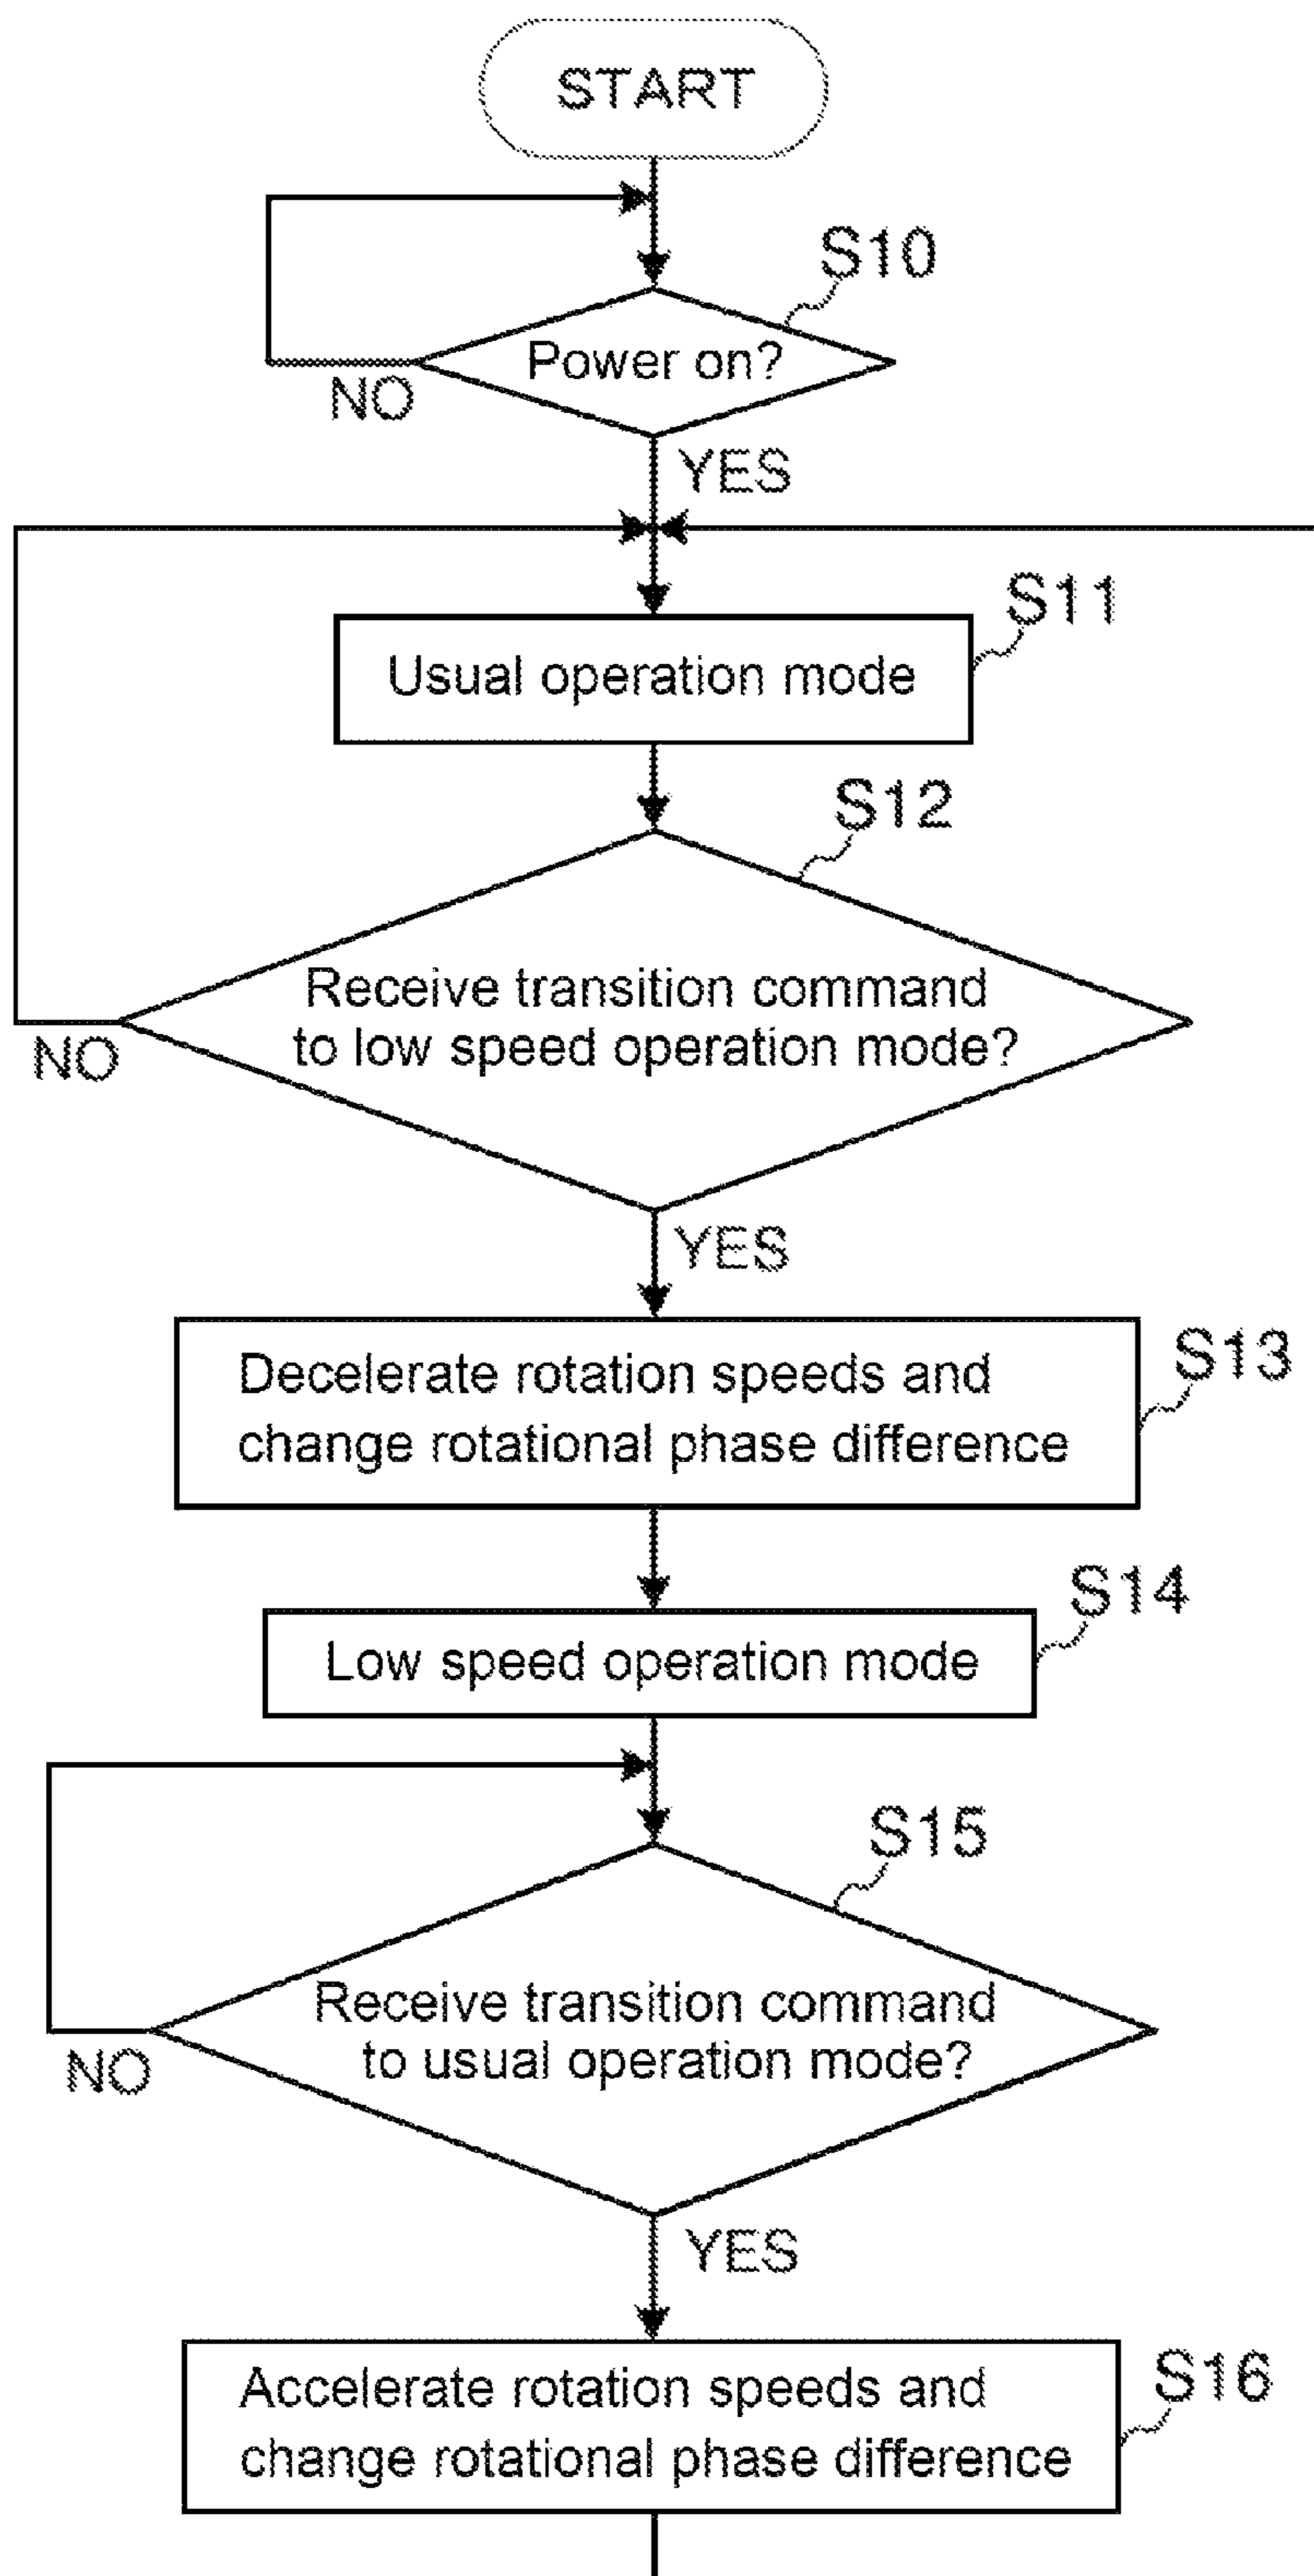 START
S10
Power on?
NO
YES
S11
Usual operation mode
S12
Receive transition command
to low speed operation mode?
NO
YES
S13
Decelerate rotation speeds and
change rotational phase difference
S14
Low speed operation mode
S15
Receive transition command
to usual operation mode?
NO
YES
S16
Accelerate rotation speeds and
change rotational phase difference